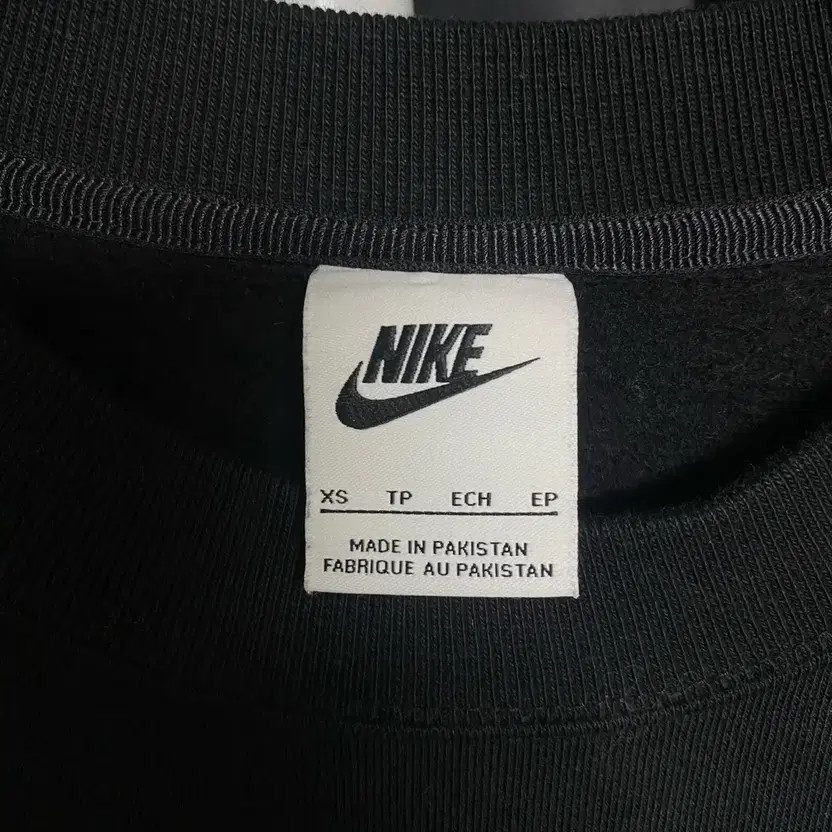 NIKE
XS TP ECH EP
MADE IN PAKISTAN
FABRIQUE AU PAKISTAN